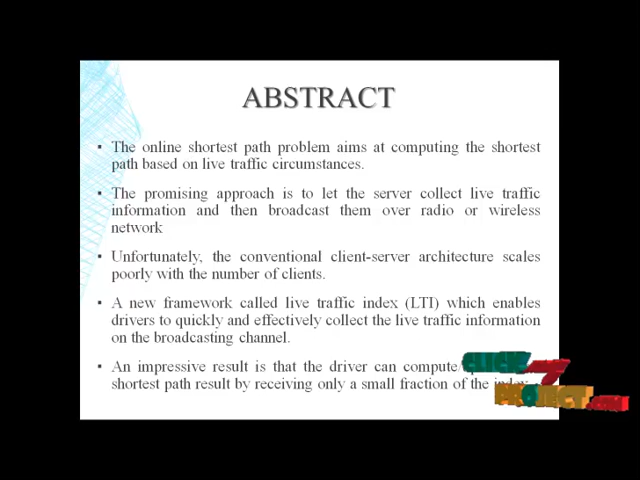 ABSTRACT
▪ The online shortest path problem aims at computing the shortest
path based on live traffic circumstances.
▪ The promising approach is to let the server collect live traffic
information and then broadcast them over radio or wireless
network
▪ Unfortunately, the conventional client-server architecture scales
poorly with the number of clients.
▪ A new framework called live traffic index (LTI) which enables
drivers to quickly and effectively collect the live traffic information
on the broadcasting channel.
▪ An impressive result is that the driver can compute/
shortest path result by receiving only a small fraction of the index.
CLICK
PROJECT.com